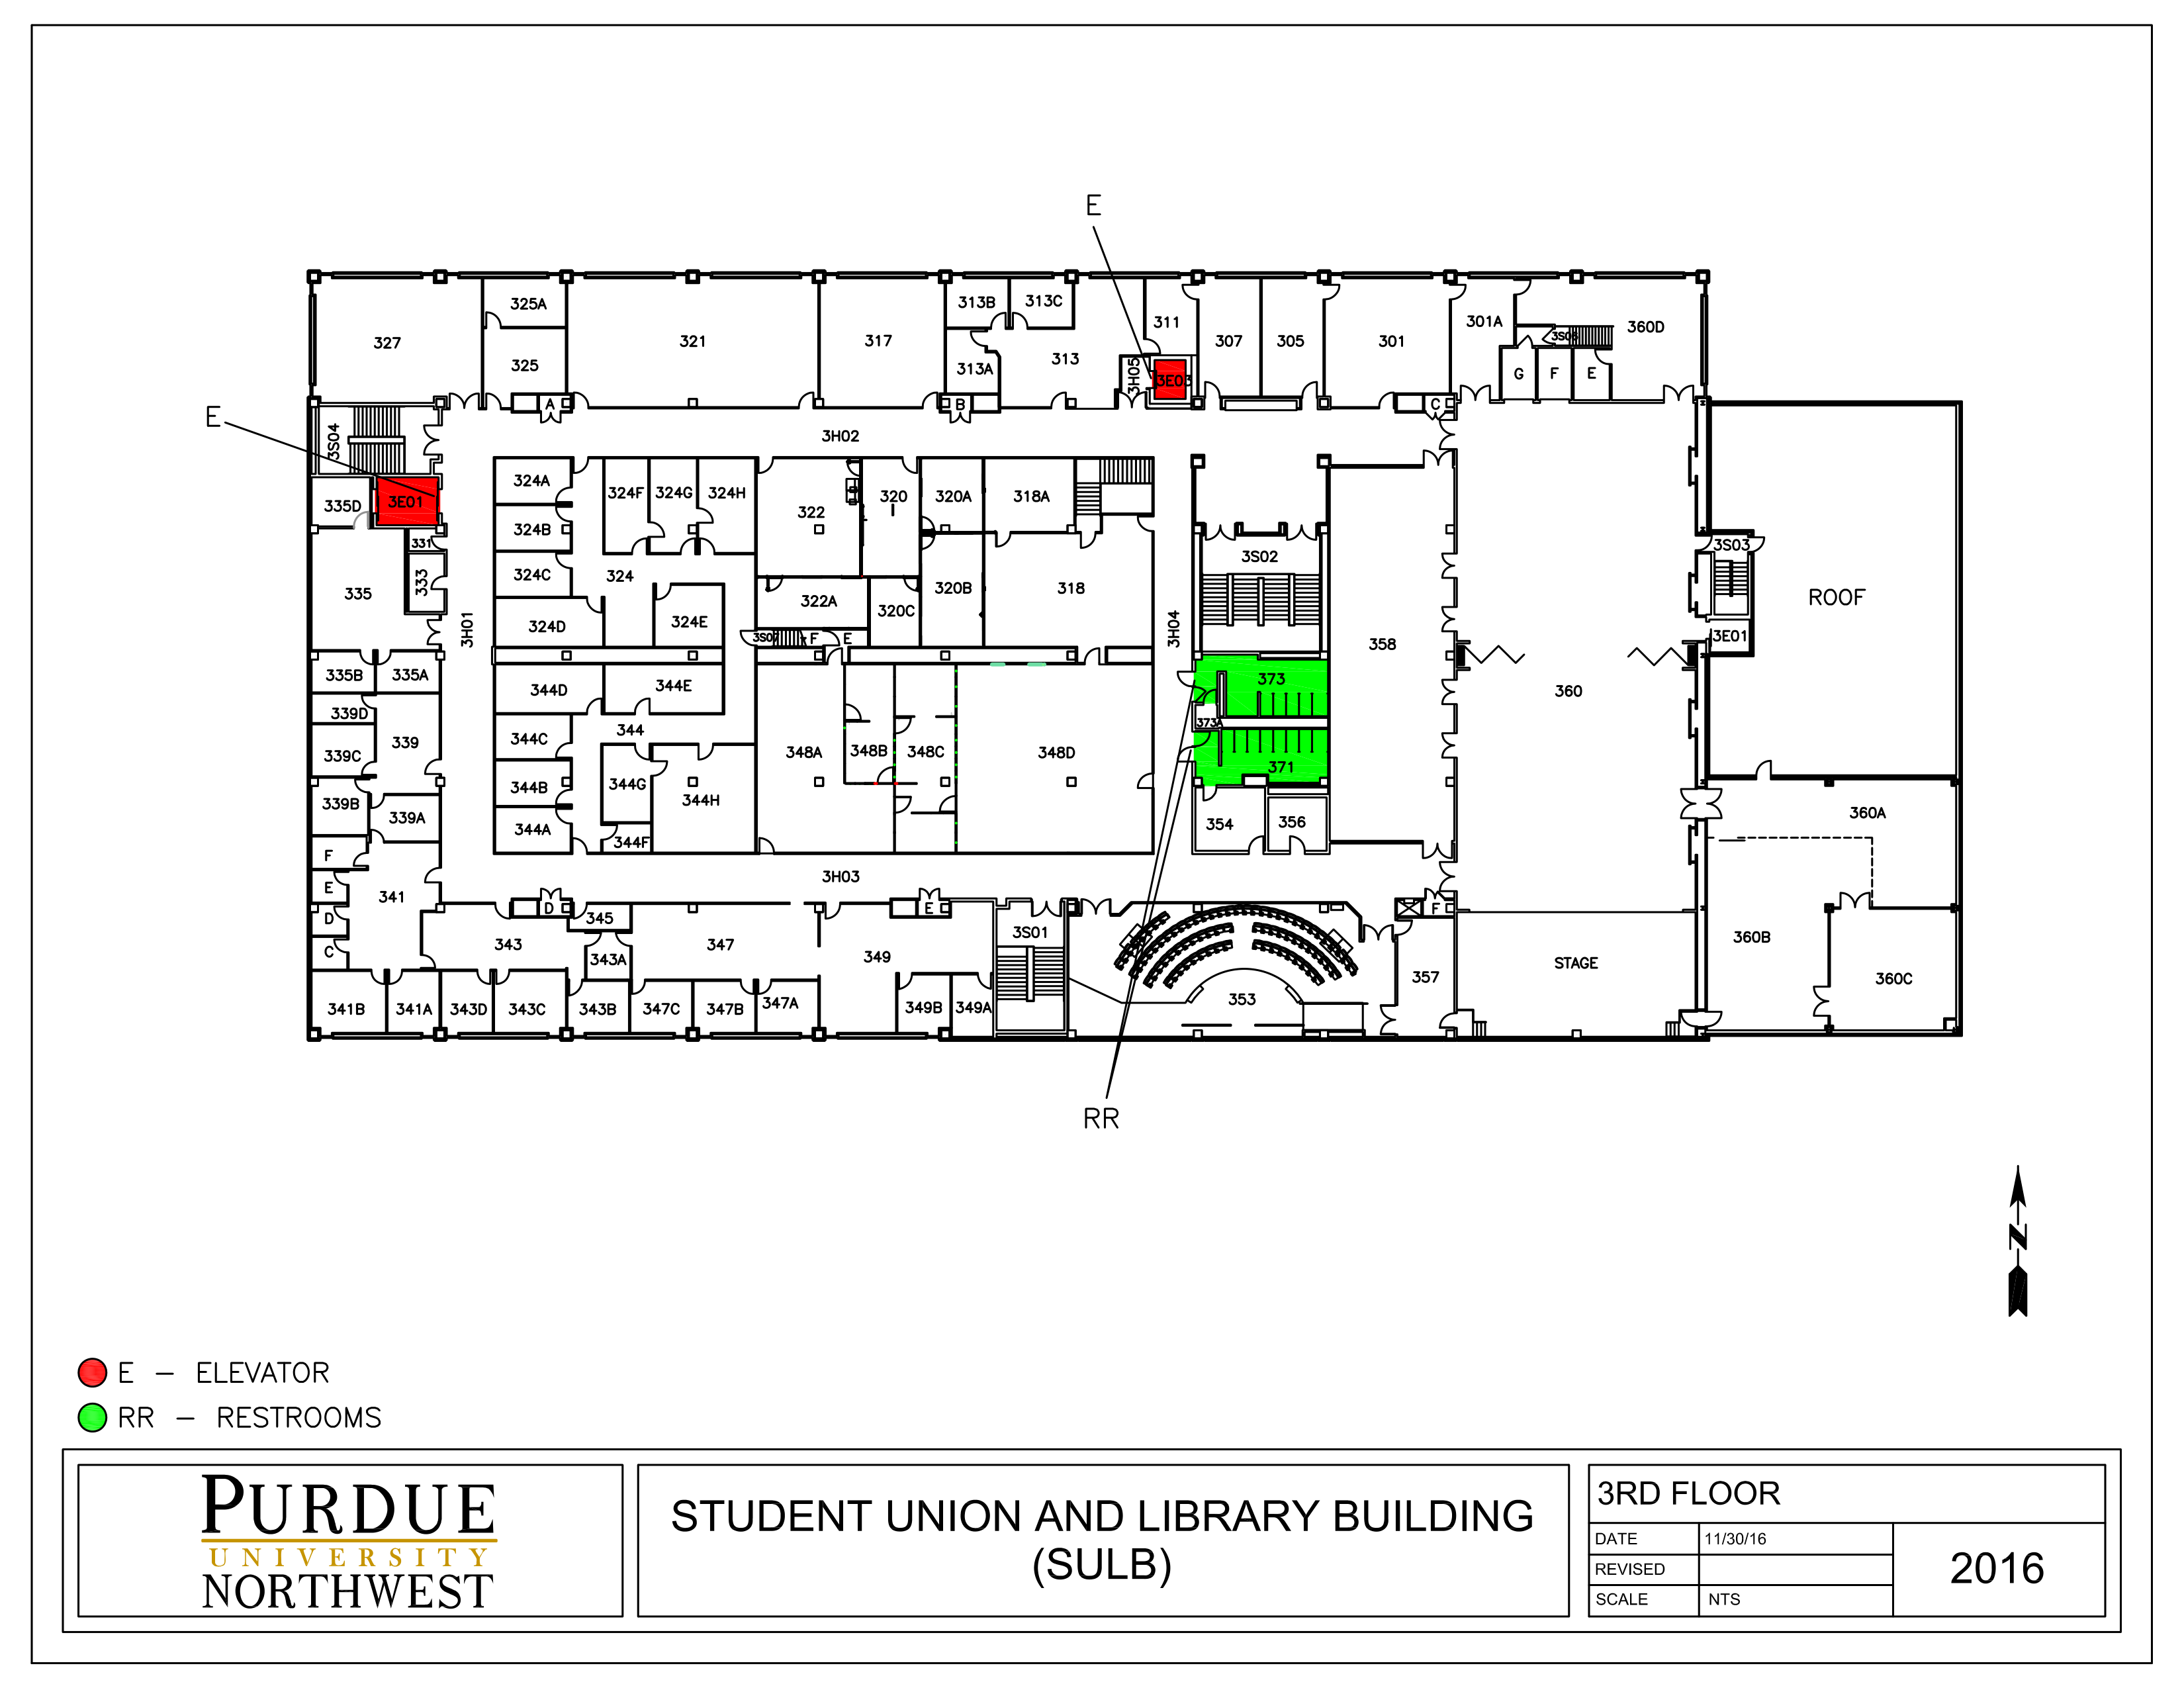 E
325A
313B
313C
311
301A
360D
327
321
317
307
305
301
325
313
313A
3H05
3E03
3S06
G
F
E
A
B
C
E
3S04
3H02
335D
3E01
331
333
335
3H01
324A
324B
324C
324D
324F
324G
324H
324
324E
322
322A
320
320A
320B
320C
318A
318
3S07
F
E
3H04
3S02
358
360
3S03
3E01
ROOF
335B
335A
339D
339C
339
339B
339A
344D
344E
344C
344
344B
344G
344H
344A
344F
348A
348B
348C
348D
373
373A
371
354
356
360A
3H03
F
E
D
C
341
D
345
E
F
343
343A
347
349
3S01
353
357
STAGE
360B
360C
341B
341A
343D
343C
343B
347C
347B
347A
349B
349A
RR
N
E – ELEVATOR
RR – RESTROOMS
PURDUE
UNIVERSITY
NORTHWEST
STUDENT UNION AND LIBRARY BUILDING
(SULB)
3RD FLOOR
DATE 11/30/16
REVISED
SCALE NTS
2016